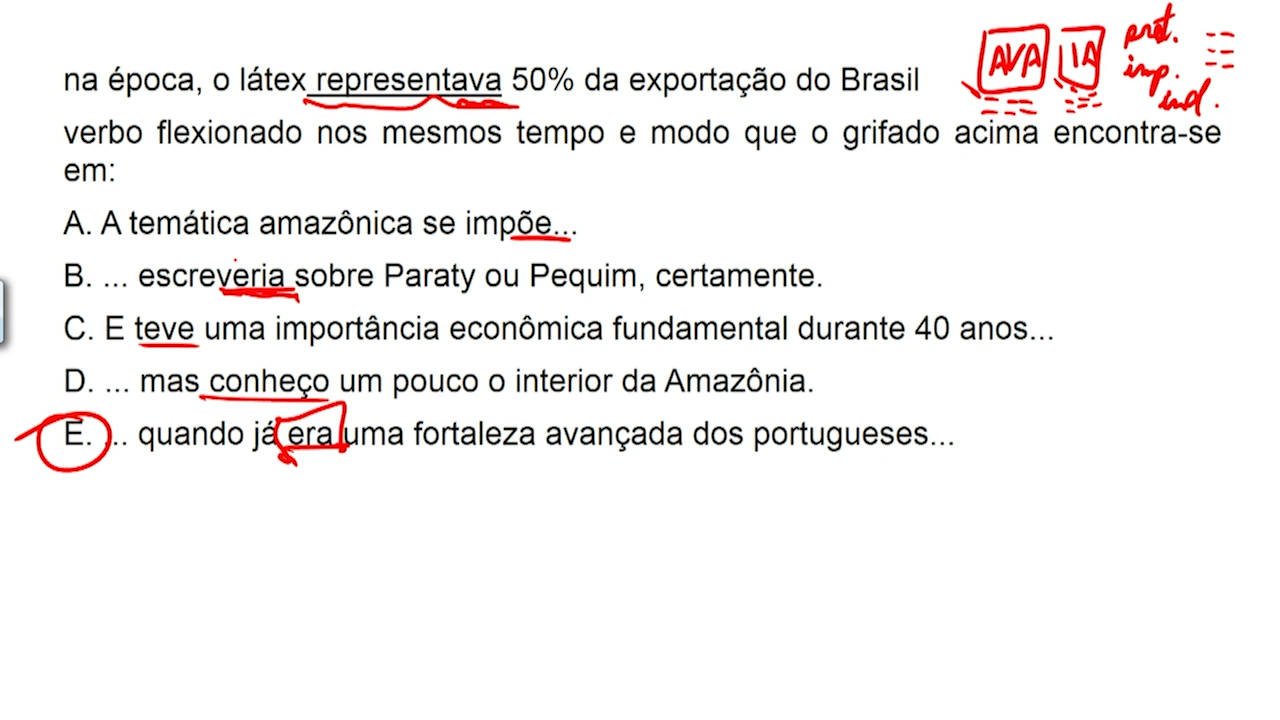 na época, o látex representava 50% da exportação do Brasil
AVA IA pret.
imp.
ind.
verbo flexionado nos mesmos tempo e modo que o grifado acima encontra-se
em:
A. A temática amazônica se impõe...
B. ... escreveria sobre Paraty ou Pequim, certamente.
C. E teve uma importância econômica fundamental durante 40 anos...
D. ... mas conheço um pouco o interior da Amazônia.
E. ... quando já era uma fortaleza avançada dos portugueses...